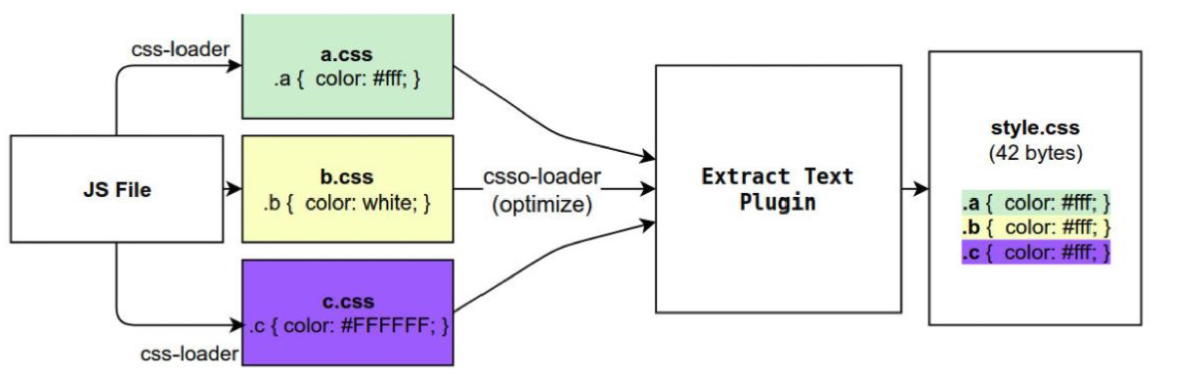 css-loader
a.css
.a { color: #fff; }
JS File
b.css
.b { color: white; }
csso-loader
(optimize)
c.css
.c { color: #FFFFFF; }
css-loader
Extract Text
Plugin
style.css
(42 bytes)
.a { color: #fff; }
.b { color: #fff; }
.c { color: #fff; }